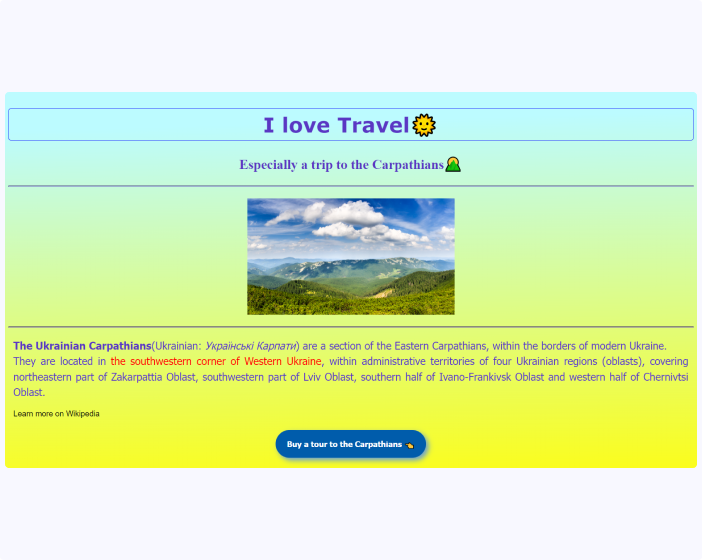 I love Travel🌞
Especially a trip to the Carpathians
The Ukrainian Carpathians(Ukrainian: Українські Карпати) are a section of the Eastern Carpathians, within the borders of modern Ukraine.
They are located in the southwestern corner of Western Ukraine, within administrative territories of four Ukrainian regions (oblasts), covering
northeastern part of Zakarpattia Oblast, southwestern part of Lviv Oblast, southern half of Ivano-Frankivsk Oblast and western half of Chernivtsi
Oblast.
Learn more on Wikipedia
Buy a tour to the Carpathians